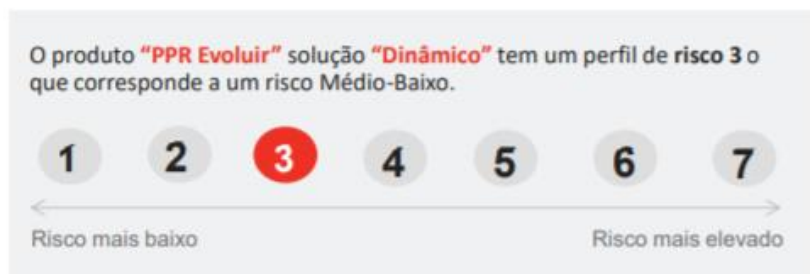 O produto “PPR Evoluir” solução “Dinâmico” tem um perfil de risco 3 o
que corresponde a um risco Médio-Baixo.
1 2 3 4 5 6 7
Risco mais baixo Risco mais elevado